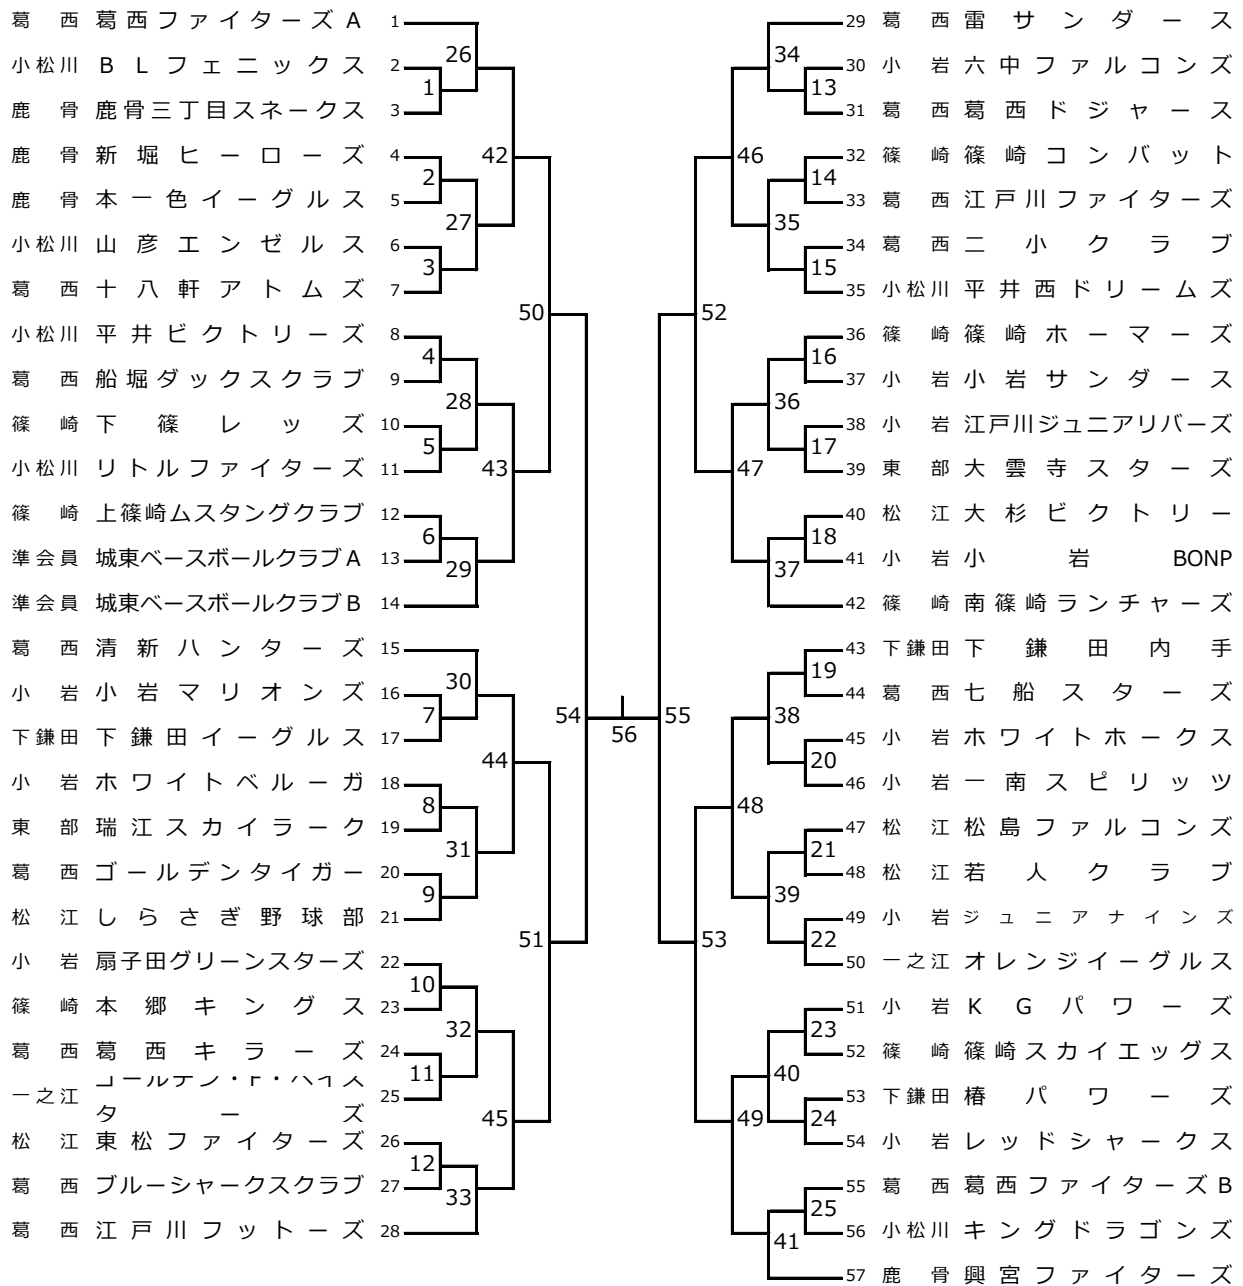 葛西 葛西ファイターズA 1
小松川 BLフェニックス 2
鹿骨 鹿骨三丁目スネークス 3
鹿骨 新堀ヒーローズ 4
鹿骨 本一色イーグルス 5
小松川 山彦エンゼルス 6
葛西 十八軒アトムズ 7
小松川 平井ビクトリーズ 8
葛西 船堀ダックスクラブ 9
篠崎 下篠レッズ 10
小松川 リトルファイターズ 11
篠崎 上篠崎ムスタングクラブ 12
準会員 城東ベースボールクラブA 13
準会員 城東ベースボールクラブB 14
葛西 清新ハンターズ 15
小岩 小岩マリオンズ 16
下鎌田 下鎌田イーグルス 17
小岩 ホワイトベルーガ 18
東部 瑞江スカイラーク 19
葛西 ゴールデンタイガー 20
松江 しらさぎ野球部 21
小岩 扇子田グリーンスターズ 22
篠崎 本郷キングス 23
葛西 葛西キラーズ 24
一之江 ゴールデン・F・ベイス
ターズ 25
松江 東松ファイターズ 26
葛西 ブルーシャークスクラブ 27
葛西 江戸川フットーズ 28
26
1
42
2
27
3
50
4
28
5
43
6
29
54
30
7
44
8
31
9
51
10
32
11
45
12
33
56
55
34
13
46
14
35
15
52
16
36
17
47
18
37
19
38
20
48
21
39
22
53
23
40
24
49
25
41
29 葛西 雷サンダース
30 小岩 六中ファルコンズ
31 葛西 葛西ドジャース
32 篠崎 篠崎コンバット
33 葛西 江戸川ファイターズ
34 葛西 二小クラブ
35 小松川 平井西ドリームズ
36 篠崎 篠崎ホーマーズ
37 小岩 小岩サンダース
38 小岩 江戸川ジュニアリバーズ
39 東部 大雲寺スターズ
40 松江 大杉ビクトリー
41 小岩 小岩BONP
42 篠崎 南篠崎ランチャーズ
43 下鎌田 下鎌田内手
44 葛西 七船スターズ
45 小岩 ホワイトホークス
46 小岩 一南スピリッツ
47 松江 松島ファルコンズ
48 松江 若人クラブ
49 小岩 ジュニアナインズ
50 一之江 オレンジイーグルス
51 小岩 KGパワーズ
52 篠崎 篠崎スカイエッグス
53 下鎌田 椿パワーズ
54 小岩 レッドシャークス
55 葛西 葛西ファイターズB
56 小松川 キングドラゴンズ
57 鹿骨 興宮ファイターズ